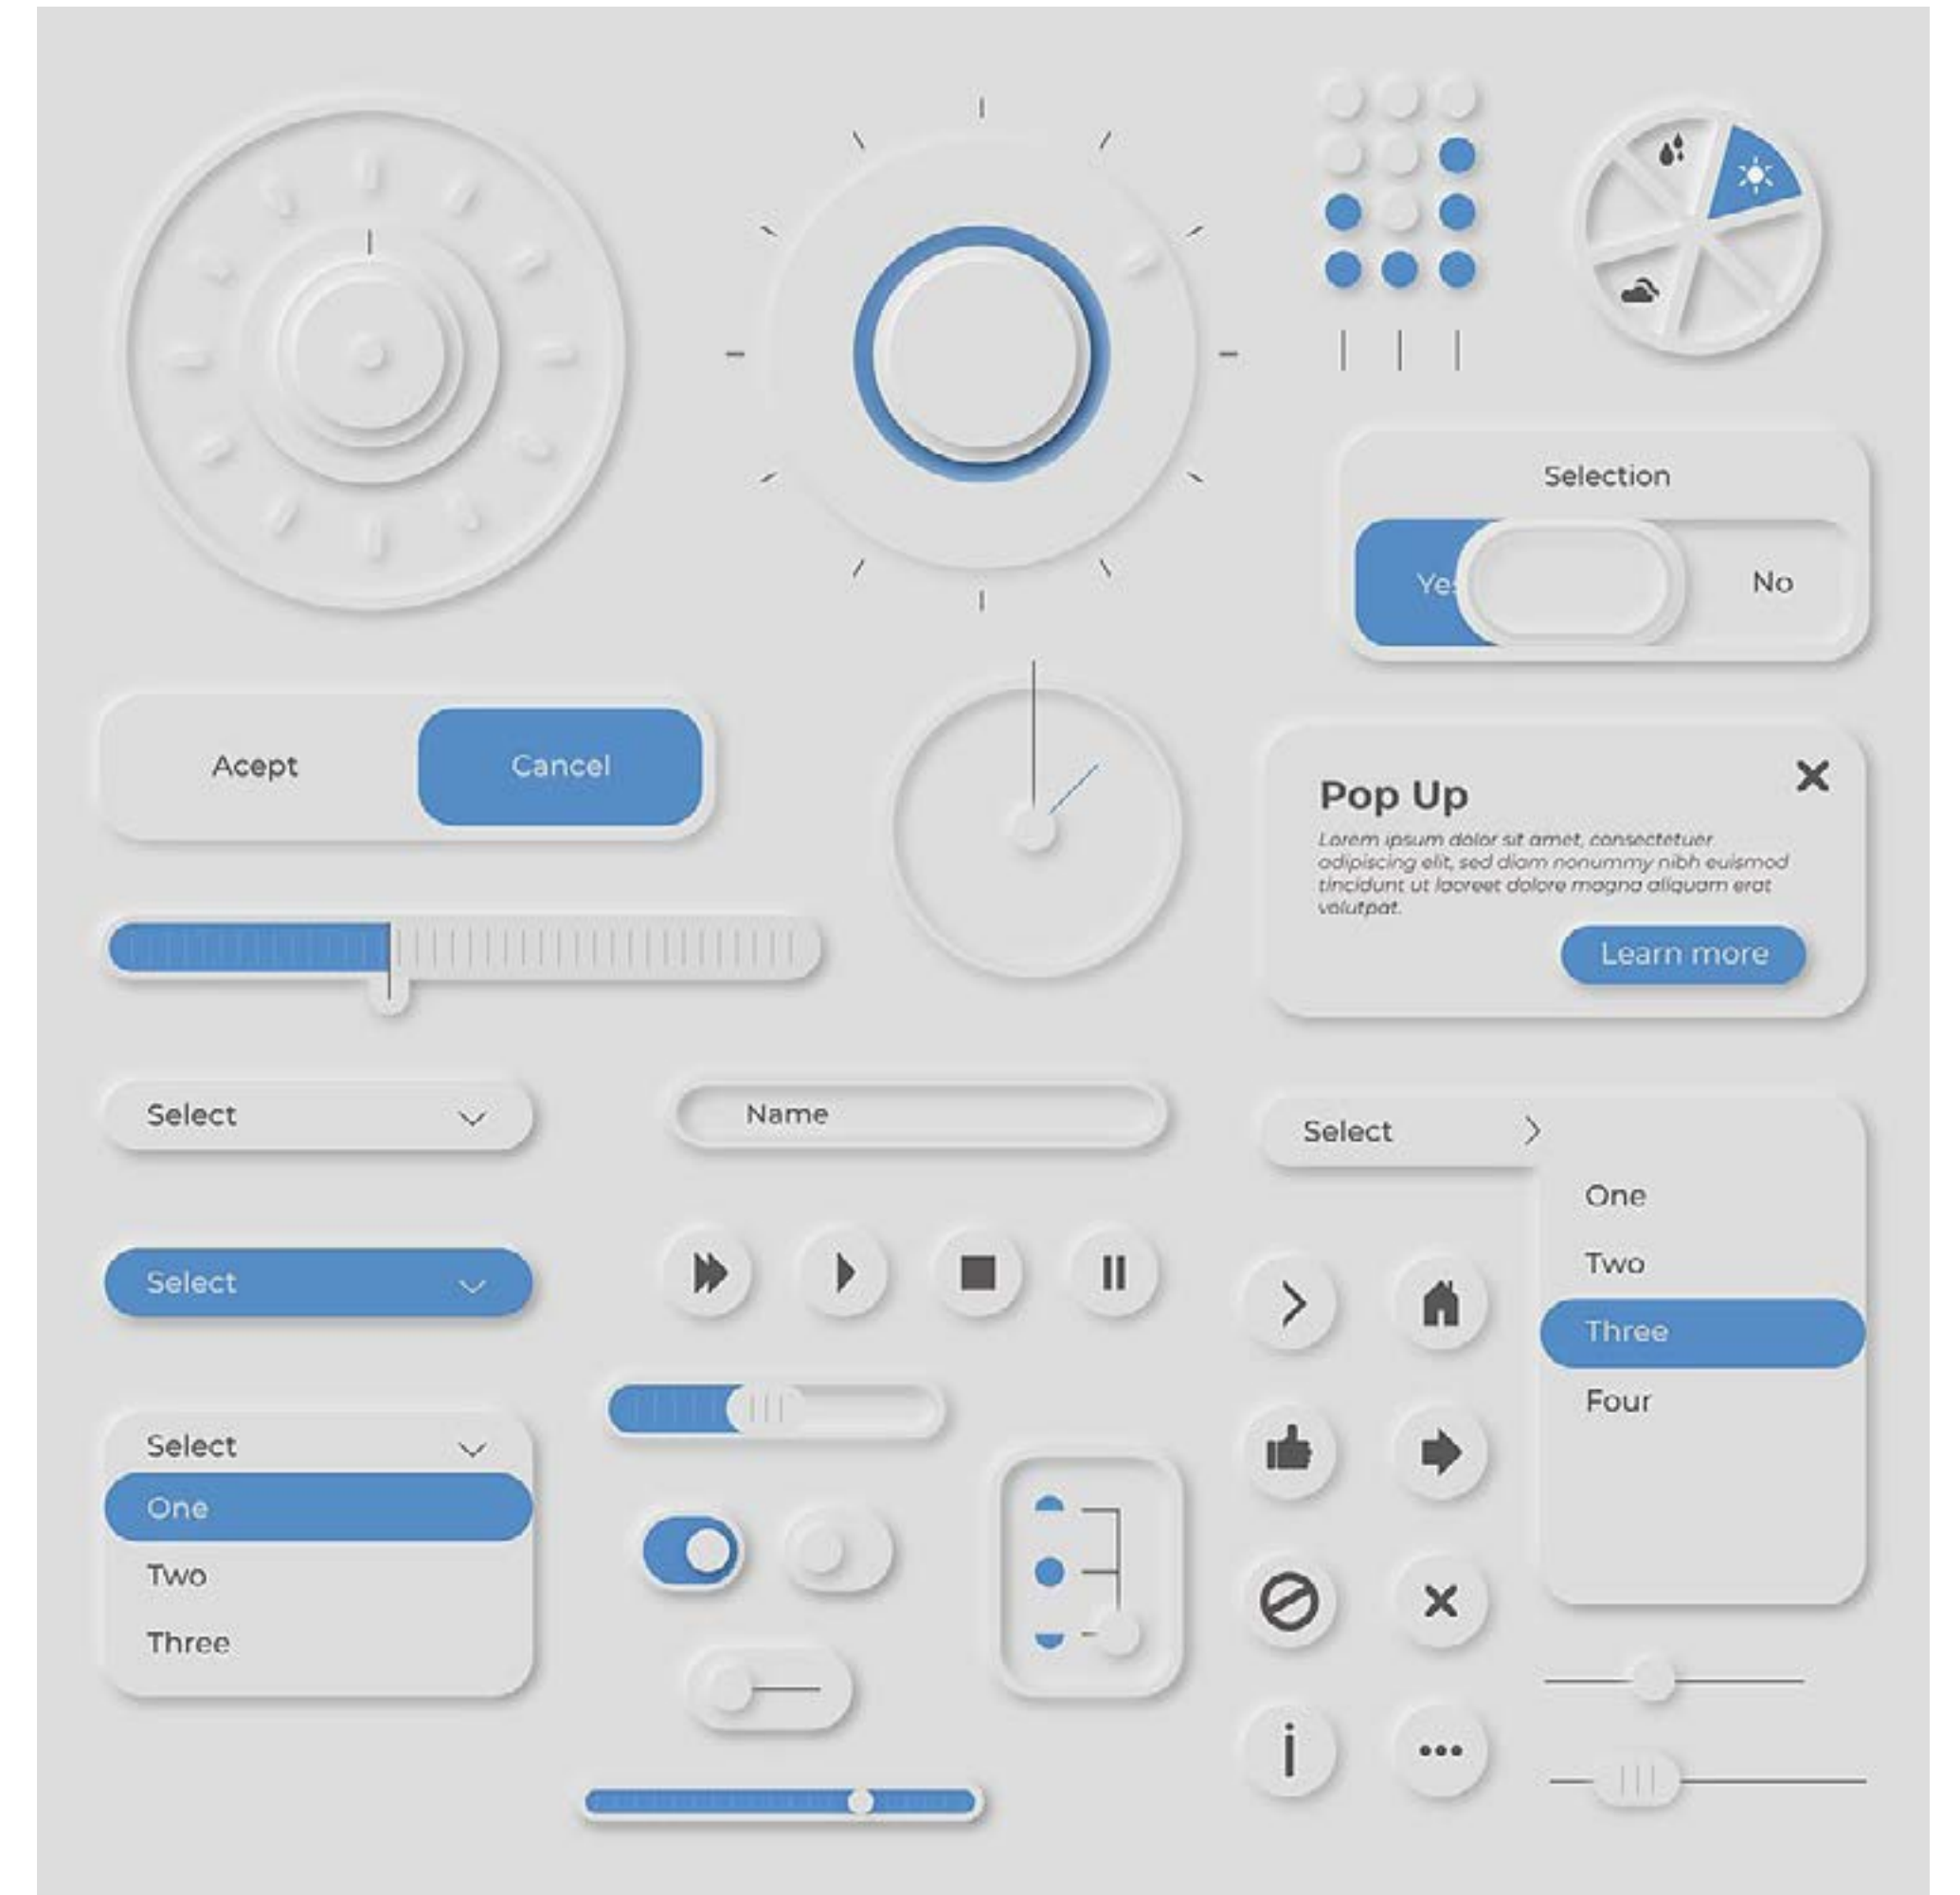 Selection
Yes
No
Acept
Cancel
Pop Up
Lorem ipsum dolor sit amet, consectetuer
adipiscing elit, sed diam nonummy nibh euismod
tincidunt ut laoreet dolore magna aliquam erat
volutpat.
Learn more
Select
Name
Select
One
Two
Three
Four
Select
Select
One
Two
Three